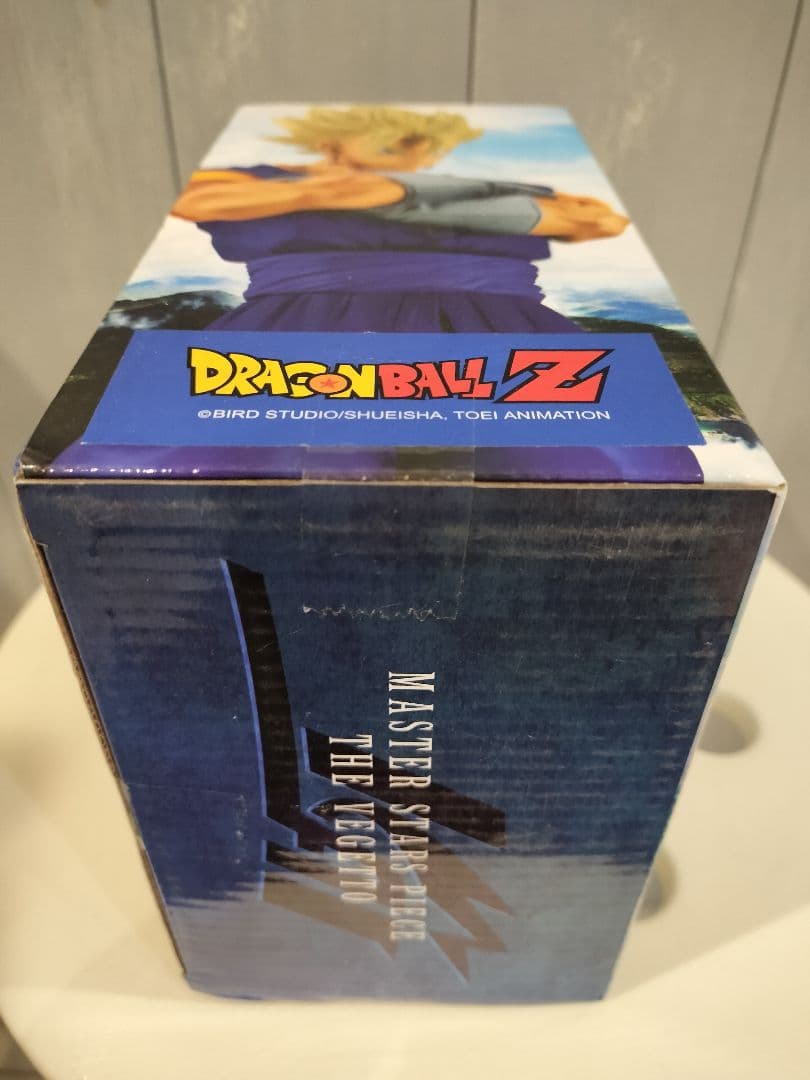 DRAGONBALL Z
©BIRD STUDIO/SHUEISHA, TOEI ANIMATION
MASTER STARS PIECE
THE VEGETTO